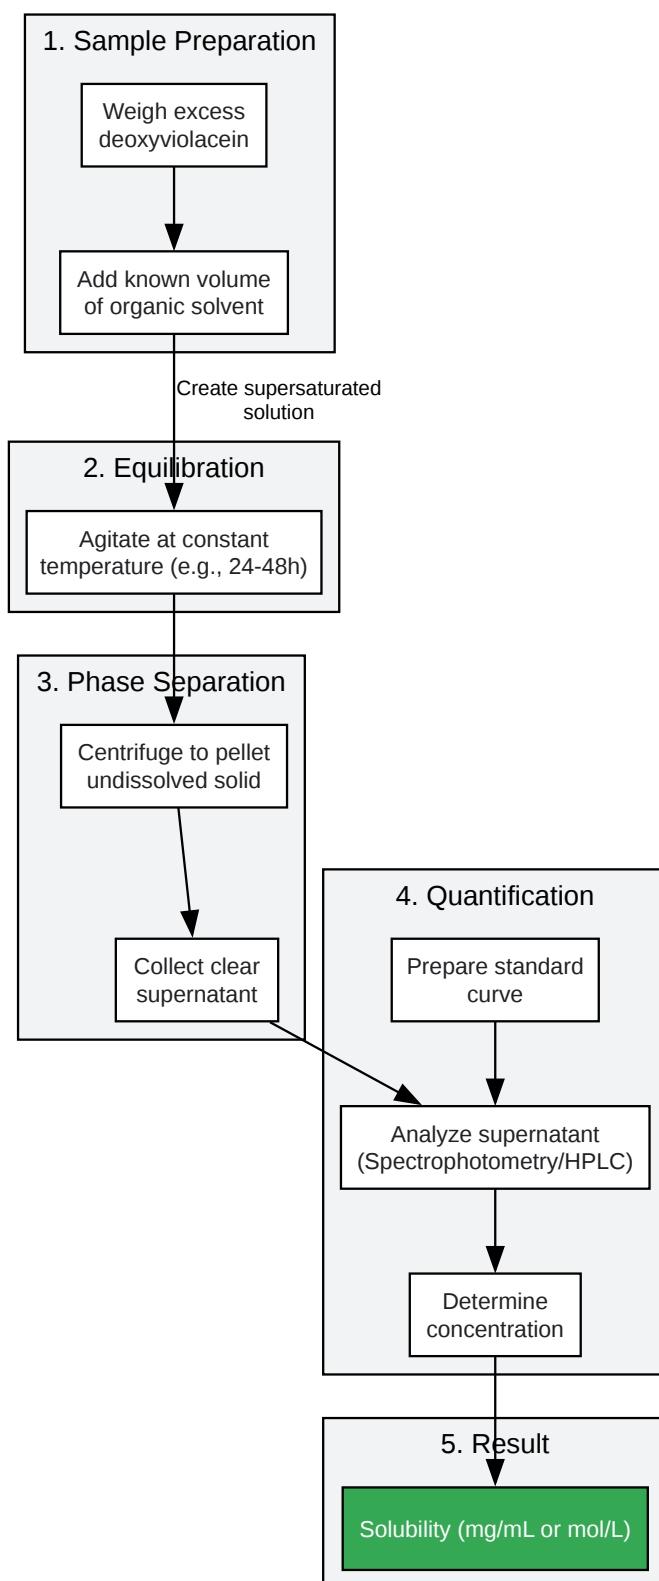 1. Sample Preparation
Weigh excess
deoxyviolacein
Add known volume
of organic solvent
Create supersaturated
solution
2. Equilibration
Agitate at constant
temperature (e.g., 24-48h)
3. Phase Separation
Centrifuge to pellet
undissolved solid
Collect clear
supernatant
4. Quantification
Prepare standard
curve
Analyze supernatant
(Spectrophotometry/HPLC)
Determine
concentration
5. Result
Solubility (mg/mL or mol/L)